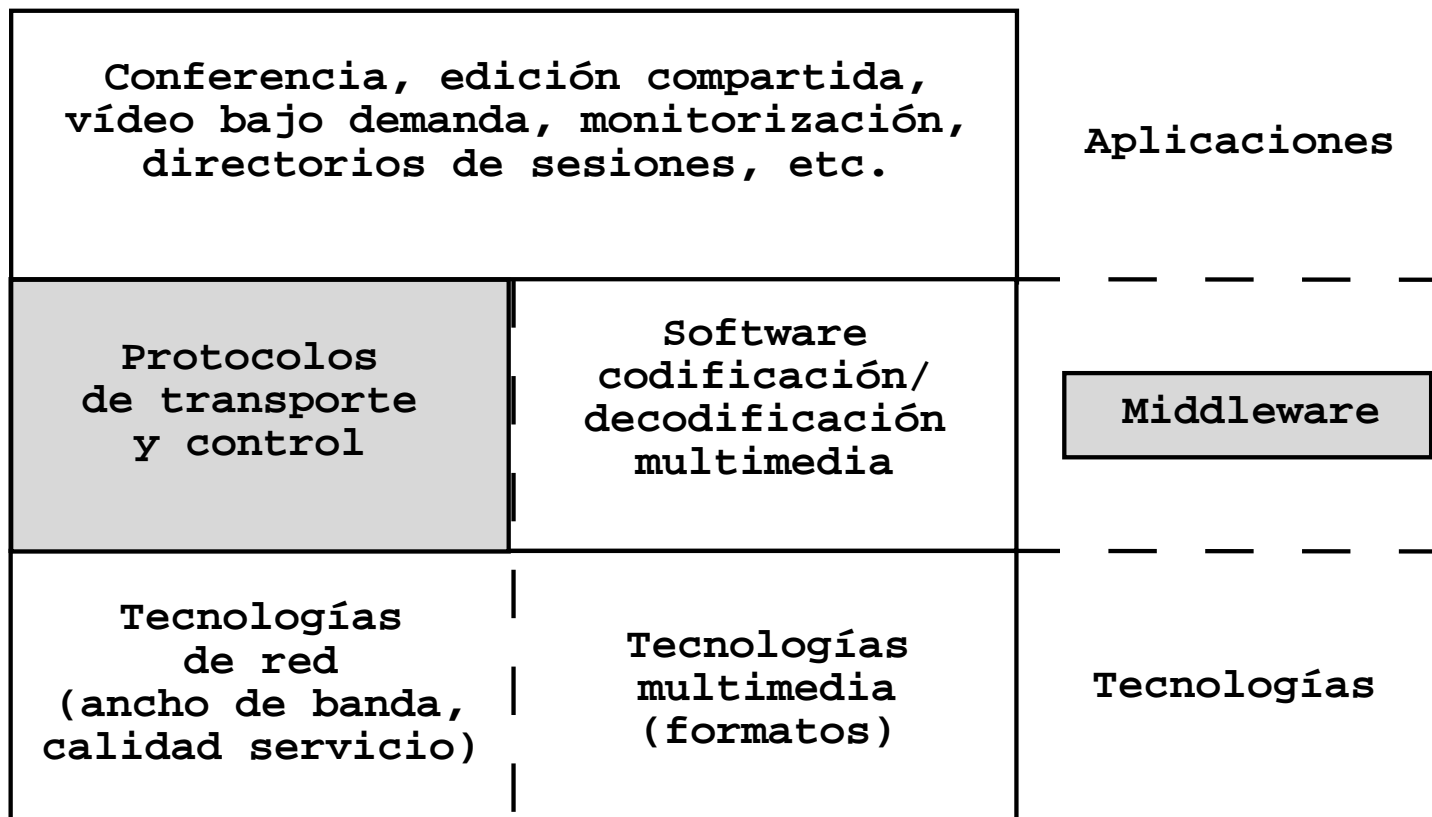 Conferencia, edición compartida,
vídeo bajo demanda, monitorización,
directorios de sesiones, etc.
Aplicaciones
Protocolos
de transporte
y control
Software
codificación/
decodificación
multimedia
Middleware
Tecnologías
de red
(ancho de banda,
calidad servicio)
Tecnologías
multimedia
(formatos)
Tecnologías